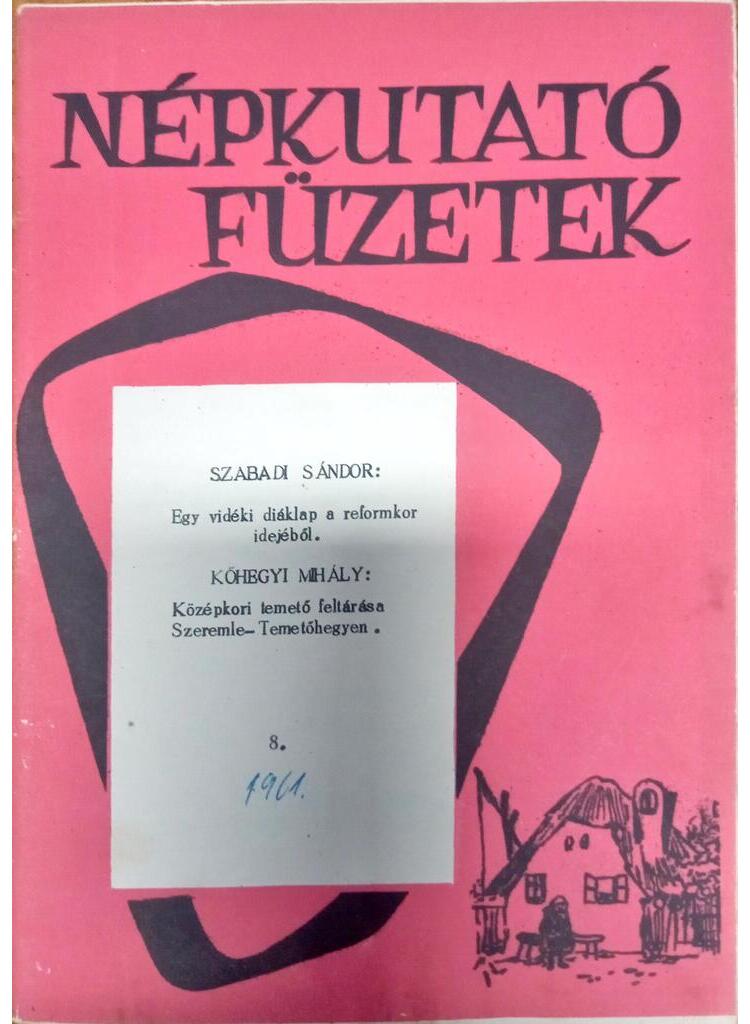 NÉPKUTATÓ
FÜZETEK
SZABADI SÁNDOR:
Egy vidéki diáklap a reformkor
idejéből.
KŐHEGYI MIHÁLY:
Középkori temető feltárása
Szeremle-Temetőhegyen.
8.
1961.